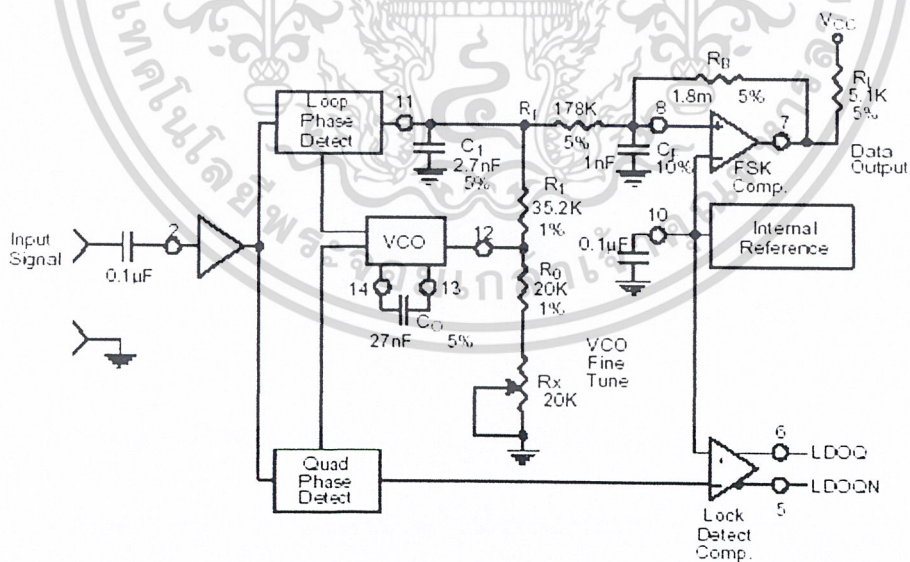 VCC
RB
1.8m 5%
RL
5.1K
5%
Loop
Phase
Detect
11
C1
2.7nF
5%
Rf 178K
5%
8
CF
1nF 10%
7
FSK
Comp.
Data
Output
R1
35.2K
1%
10
0.1µF
Internal
Reference
Input
Signal
0.1µF
2
VCO
12
14 13
CO
27nF 5%
R0
20K
1%
VCO
Fine
Tune
Rx
20K
Quad
Phase
Detect
6
LDOQ
LDOQN
5
Lock
Detect
Comp.